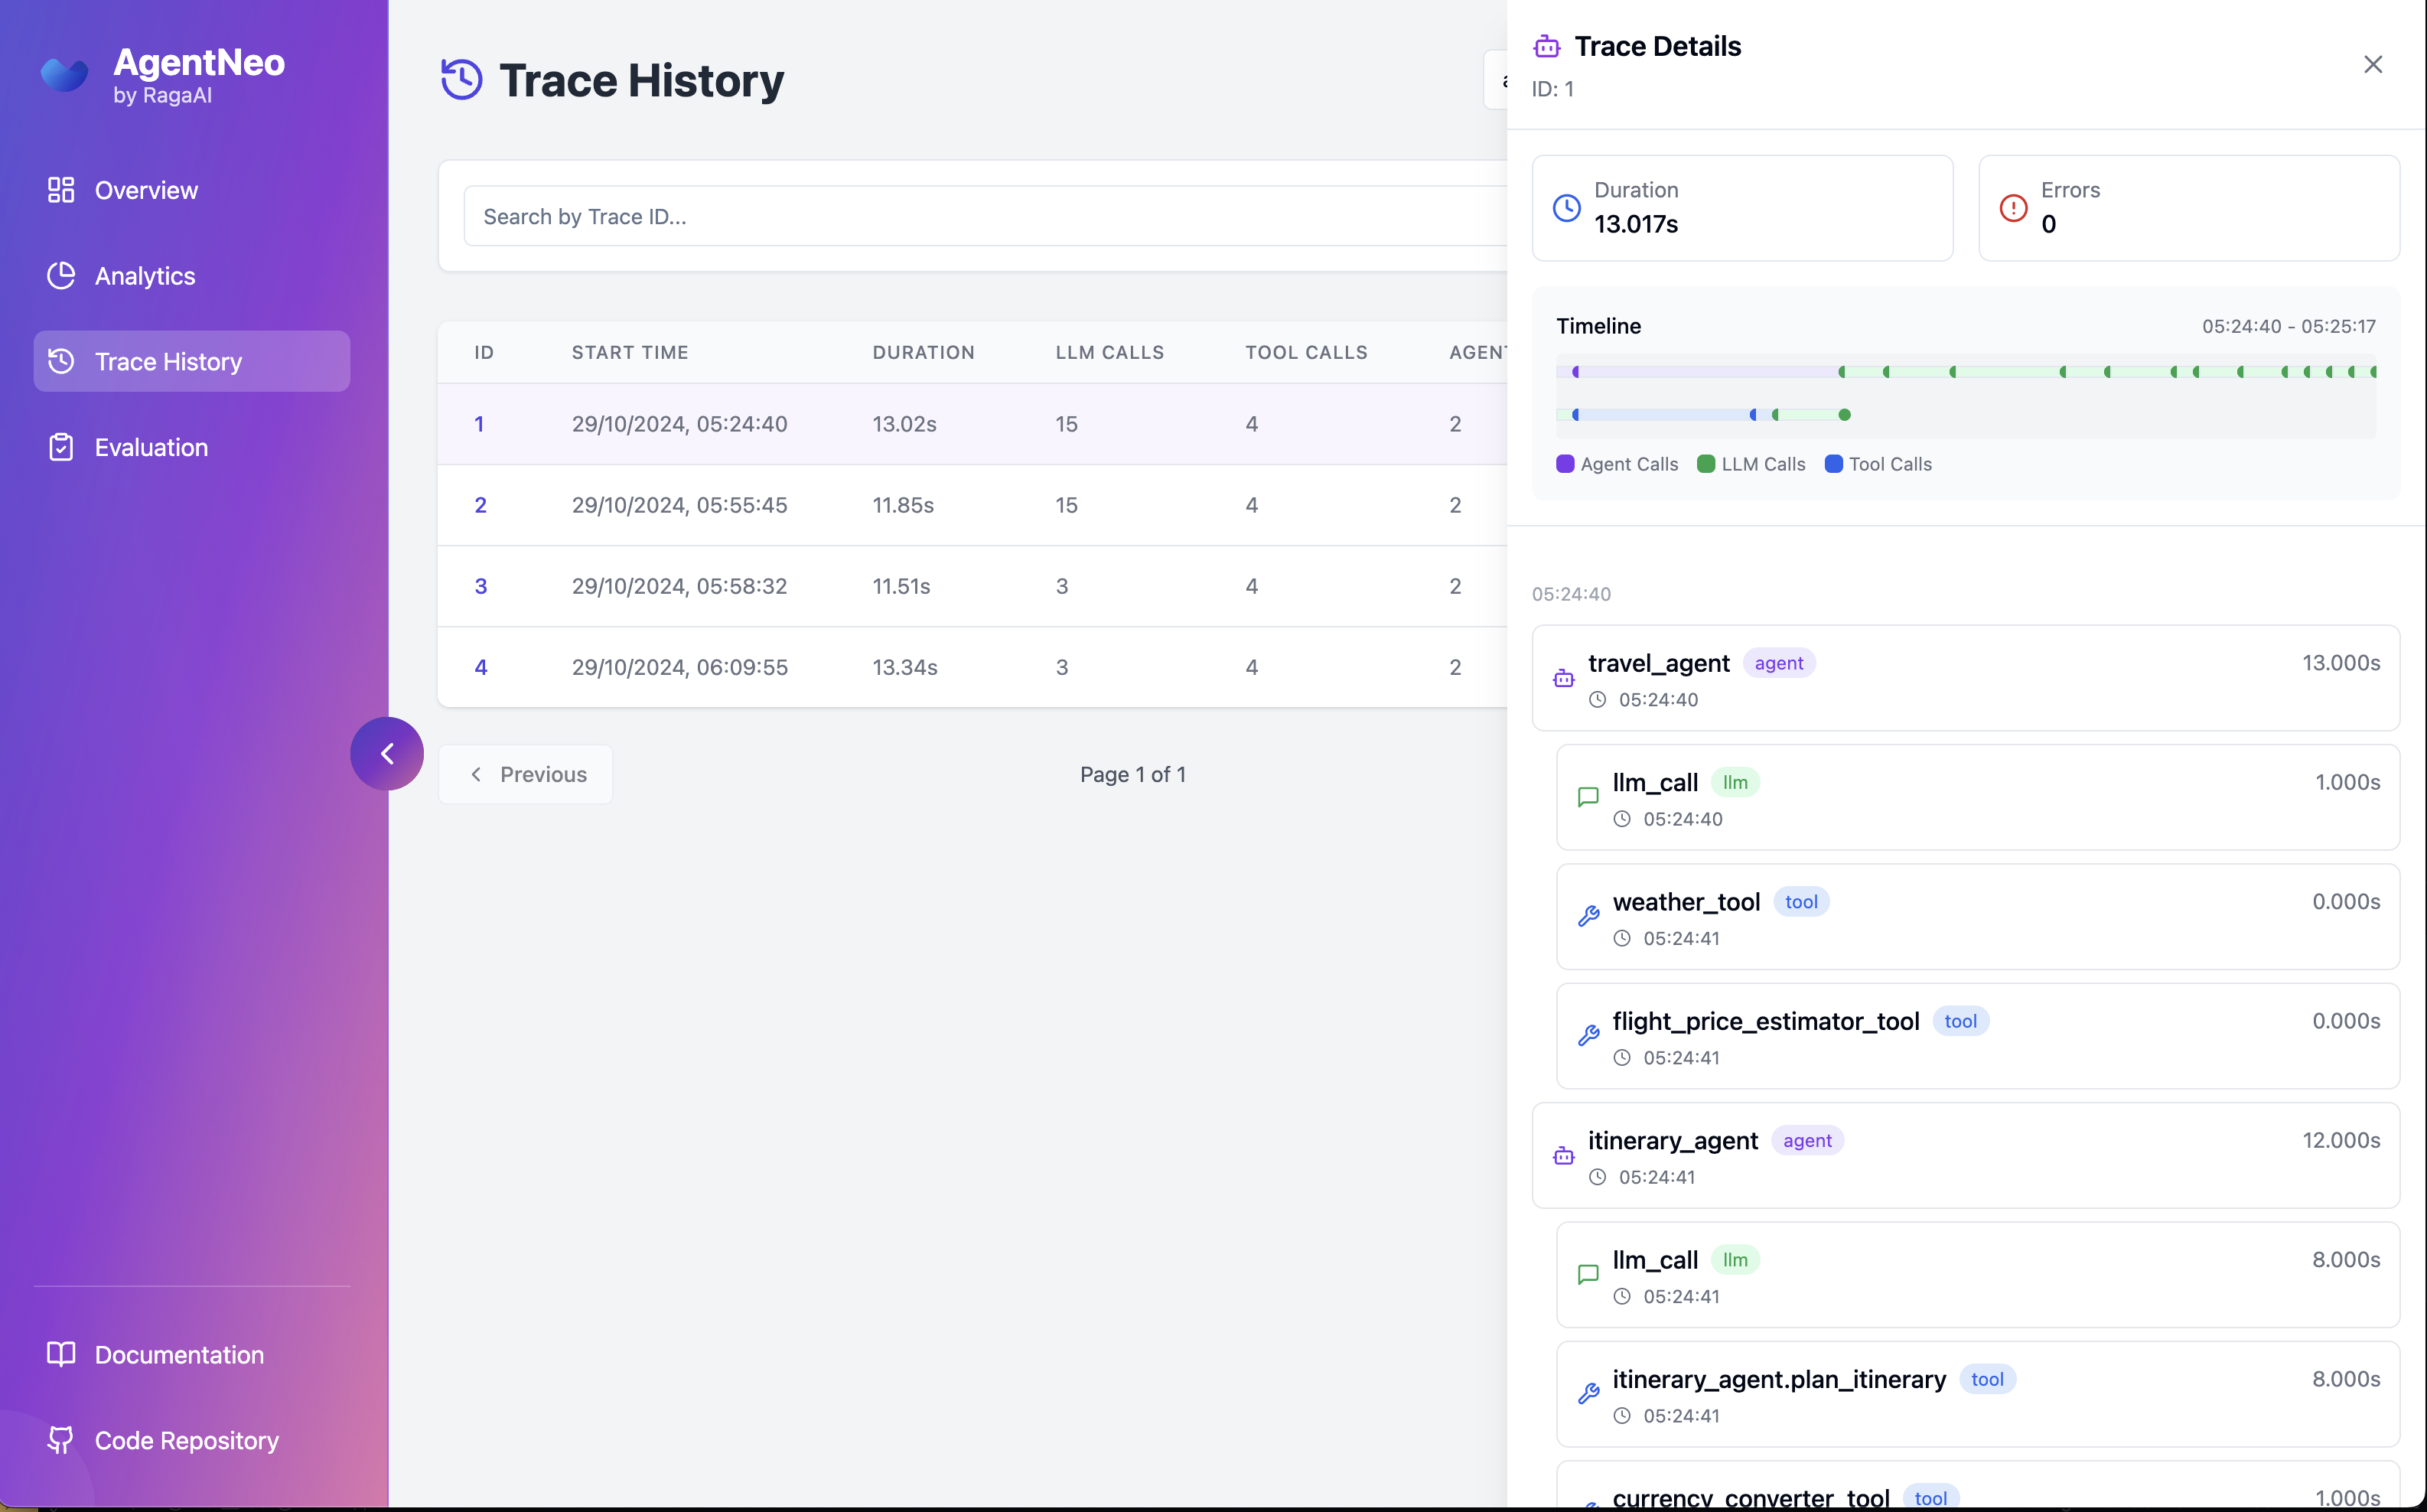 AgentNeo
by RagaAI
Overview
Analytics
Trace History
Evaluation
Documentation
Code Repository
Trace History
Search by Trace ID...
ID START TIME DURATION LLM CALLS TOOL CALLS AGENT
1 29/10/2024, 05:24:40 13.02s 15 4 2
2 29/10/2024, 05:55:45 11.85s 15 4 2
3 29/10/2024, 05:58:32 11.51s 3 4 2
4 29/10/2024, 06:09:55 13.34s 3 4 2
Previous
Page 1 of 1
Trace Details
ID: 1
Duration
13.017s
Errors
0
Timeline 05:24:40 - 05:25:17
Agent Calls LLM Calls Tool Calls
05:24:40
travel_agent agent 13.000s
05:24:40
llm_call llm 1.000s
05:24:40
weather_tool tool 0.000s
05:24:41
flight_price_estimator_tool tool 0.000s
05:24:41
itinerary_agent agent 12.000s
05:24:41
llm_call llm 8.000s
05:24:41
itinerary_agent.plan_itinerary tool 8.000s
05:24:41
currency_converter_tool tool 1.000s